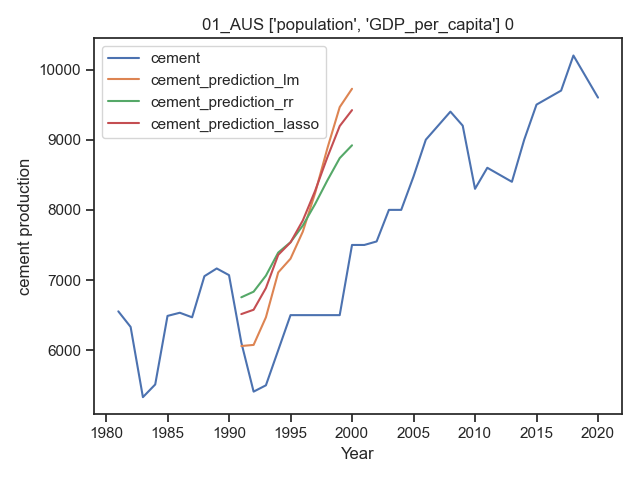 01_AUS ['population', 'GDP_per_capita'] 0
cement
cement_prediction_lm
cement_prediction_rr
cement_prediction_lasso
cement production
10000
9000
8000
7000
6000
1980 1985 1990 1995 2000 2005 2010 2015 2020
Year